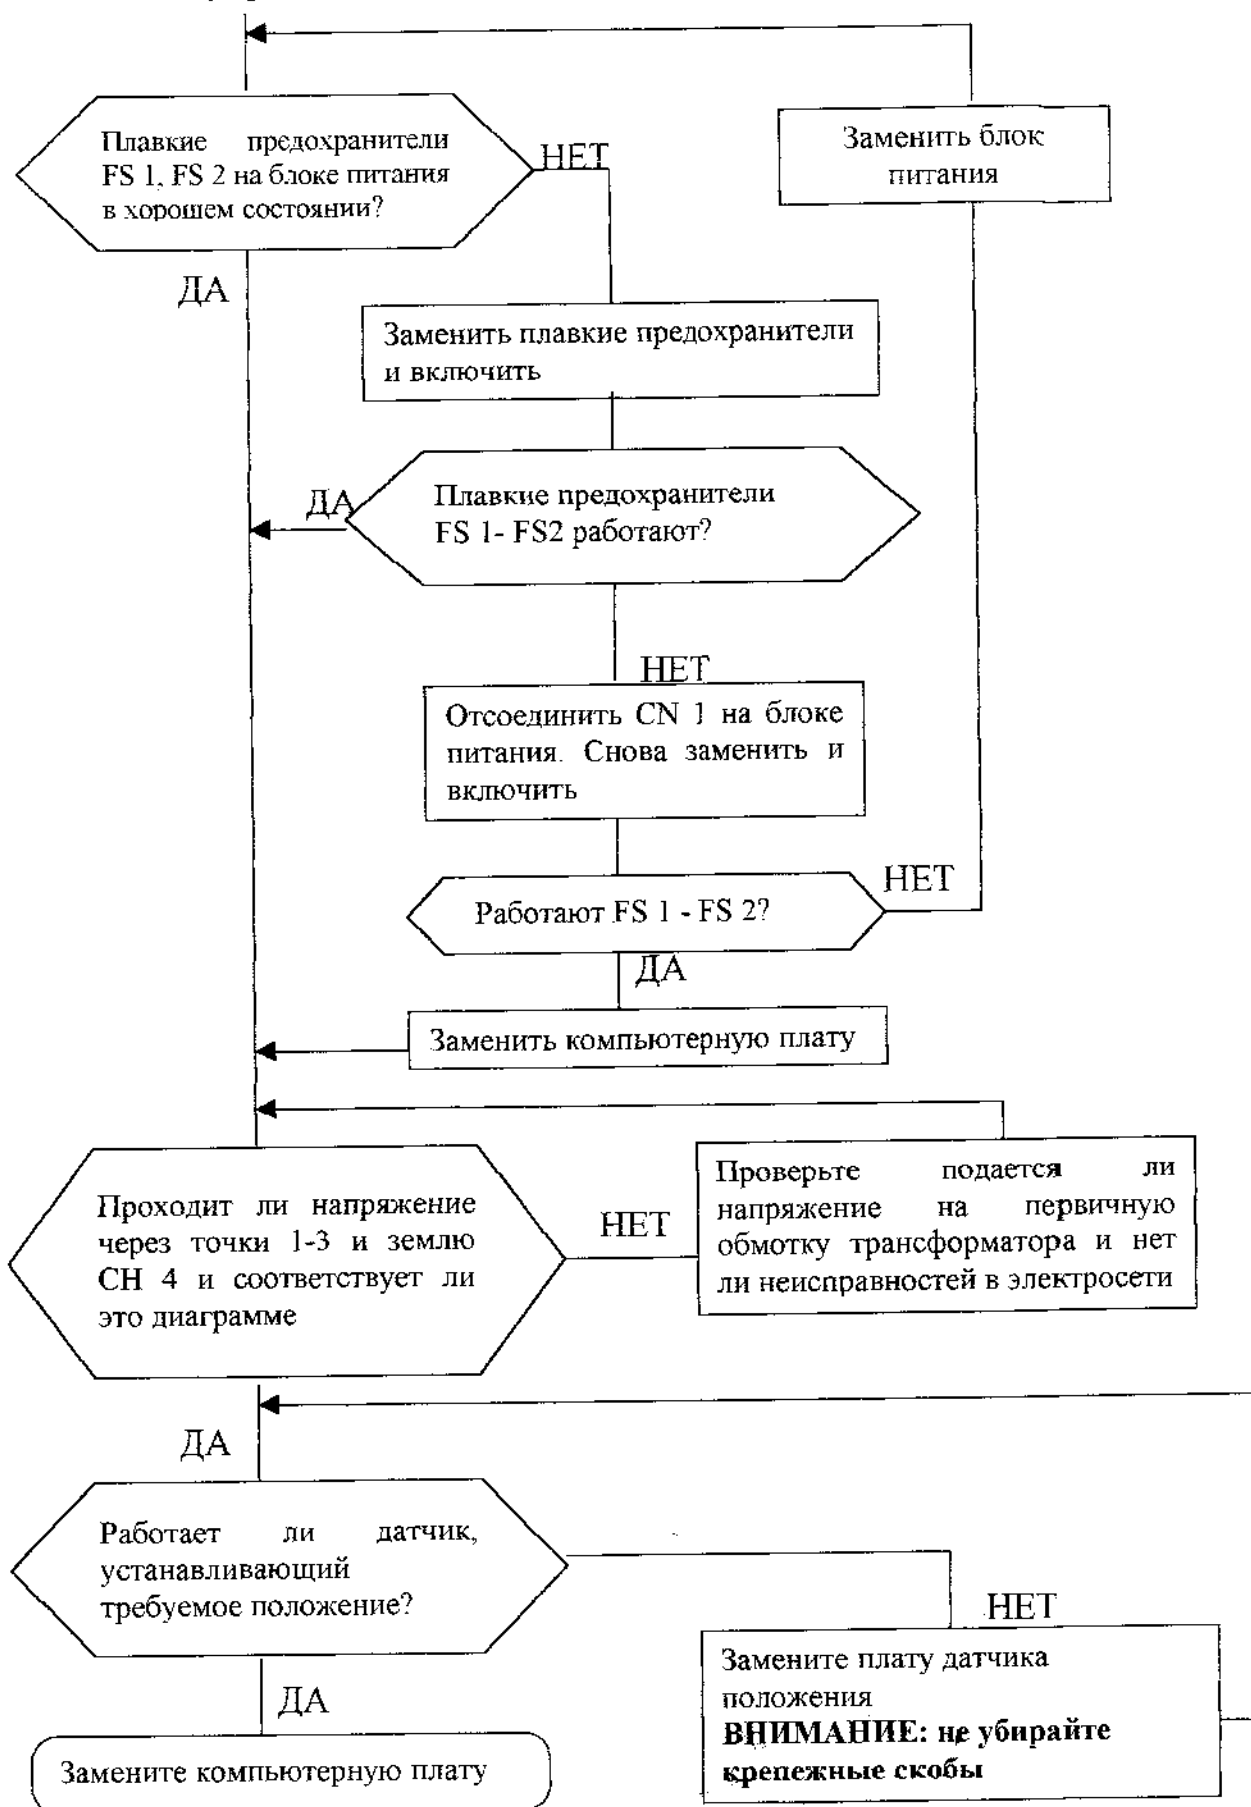 Плавкие предохранители
FS 1, FS 2 на блоке питания
в хорошем состоянии?
НЕТ
Заменить блок
питания
ДА
Заменить плавкие предохранители
и включить
ДА
Плавкие предохранители
FS 1- FS2 работают?
НЕТ
Отсоединить CN 1 на блоке
питания. Снова заменить и
включить
НЕТ
Работают FS 1 - FS 2?
ДА
Заменить компьютерную плату
Проходит ли напряжение
через точки 1-3 и землю
СН 4 и соответствует ли
это диаграмме
НЕТ
Проверьте подается ли
напряжение на первичную
обмотку трансформатора и нет
ли неисправностей в электросети
ДА
Работает ли датчик,
устанавливающий
требуемое положение?
НЕТ
Замените плату датчика
положения
ВНИМАНИЕ: не убирайте
крепежные скобы
ДА
Замените компьютерную плату